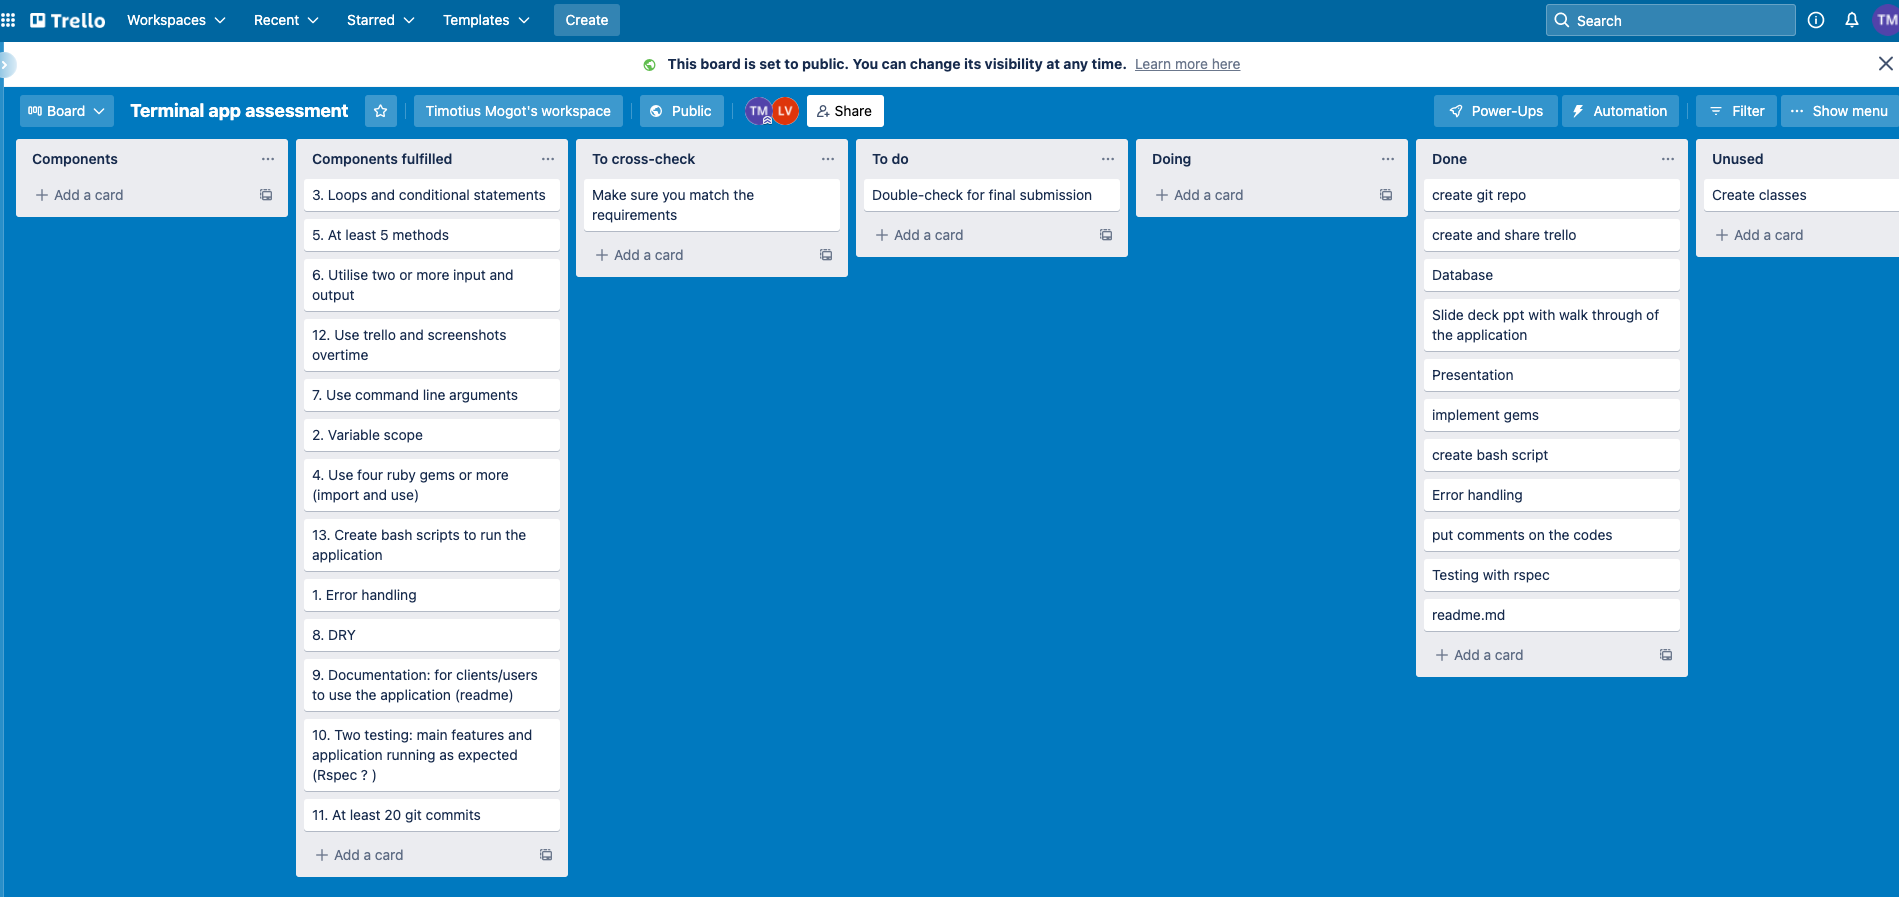 Trello
Workspaces
Recent
Starred
Templates
Create
Search
TM
This board is set to public. You can change its visibility at any time. Learn more here
Board
Terminal app assessment
Timotius Mogot's workspace
Public
TM
LV
Share
Power-Ups
Automation
Filter
Show menu
Components
Add a card
Components fulfilled
3. Loops and conditional statements
5. At least 5 methods
6. Utilise two or more input and
output
12. Use trello and screenshots
overtime
7. Use command line arguments
2. Variable scope
4. Use four ruby gems or more
(import and use)
13. Create bash scripts to run the
application
1. Error handling
8. DRY
9. Documentation: for clients/users
to use the application (readme)
10. Two testing: main features and
application running as expected
(Rspec ? )
11. At least 20 git commits
Add a card
To cross-check
Make sure you match the
requirements
Add a card
To do
Double-check for final submission
Add a card
Doing
Add a card
Done
create git repo
create and share trello
Database
Slide deck ppt with walk through of
the application
Presentation
implement gems
create bash script
Error handling
put comments on the codes
Testing with rspec
readme.md
Add a card
Unused
Create classes
Add a card